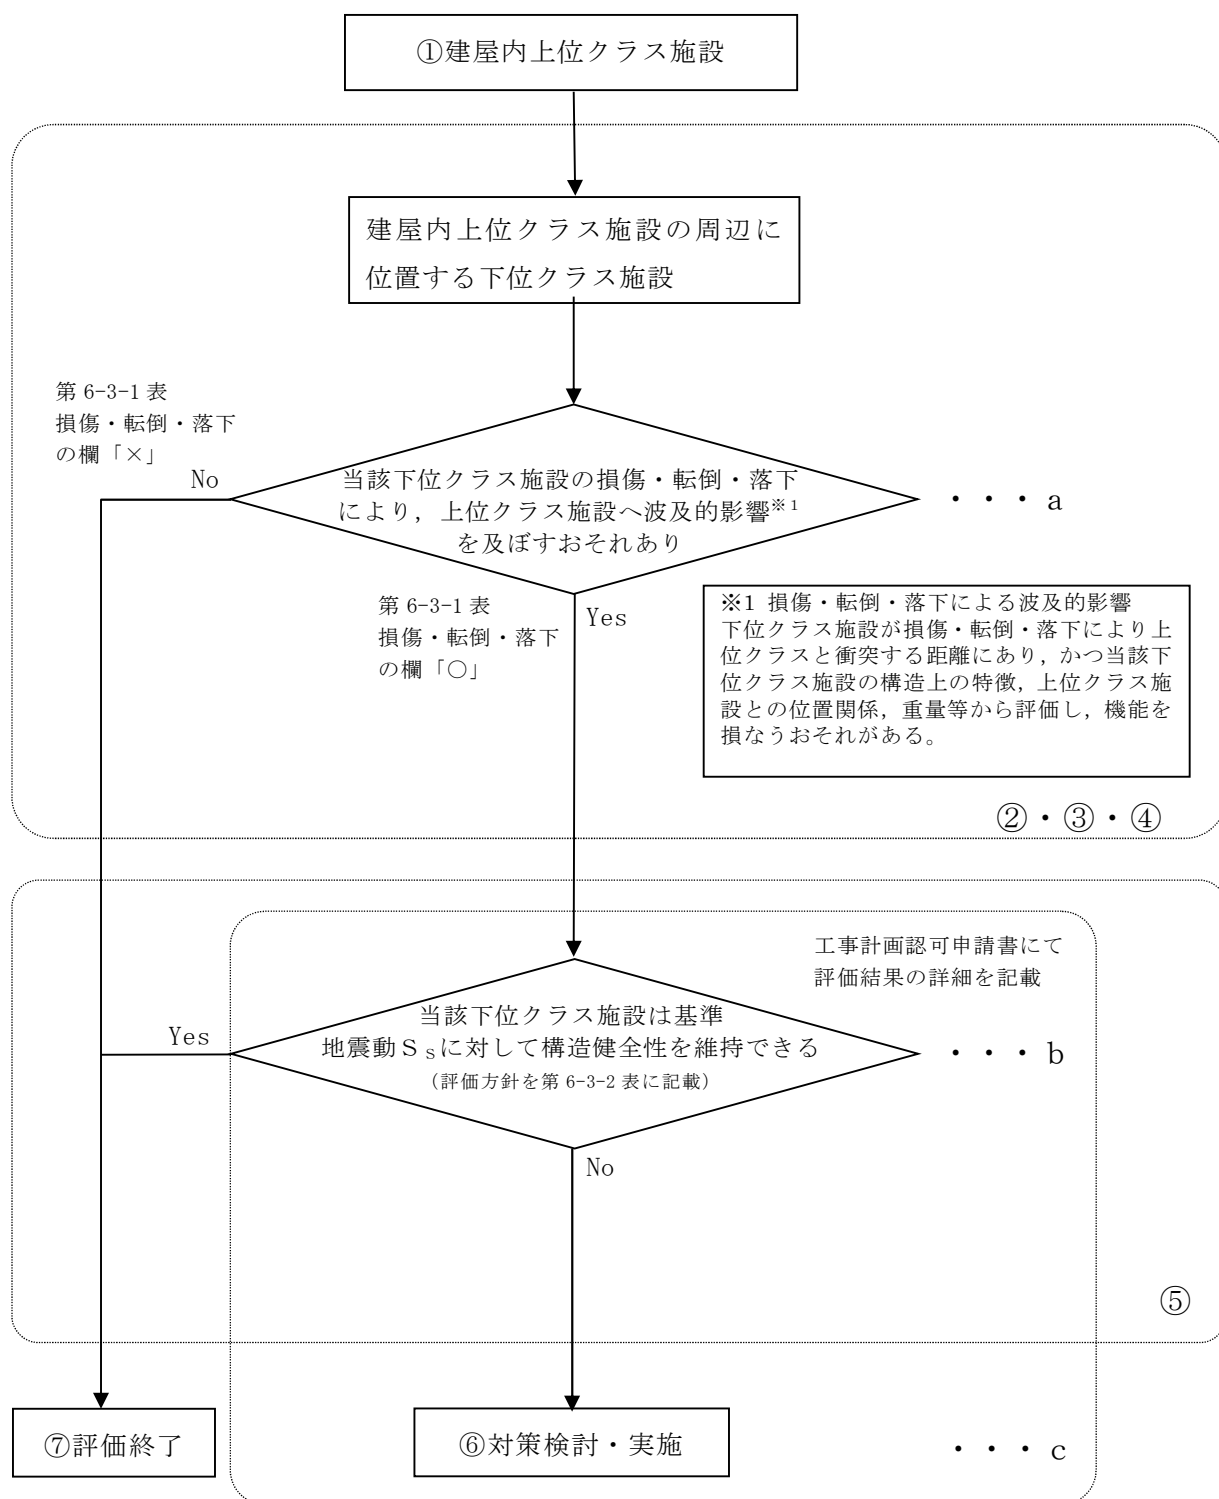 ①建屋内上位クラス施設
建屋内上位クラス施設の周辺に
位置する下位クラス施設
第 6-3-1 表
損傷・転倒・落下
の欄「×」
No
当該下位クラス施設の損傷・転倒・落下
により，上位クラス施設へ波及的影響※1
を及ぼすおそれあり
・・・a
第 6-3-1 表
損傷・転倒・落下
の欄「○」
Yes
※1 損傷・転倒・落下による波及的影響
下位クラス施設が損傷・転倒・落下により上
位クラスと衝突する距離にあり，かつ当該下
位クラス施設の構造上の特徴，上位クラス施
設との位置関係，重量等から評価し，機能を
損なうおそれがある。
②・③・④
工事計画認可申請書にて
評価結果の詳細を記載
Yes
当該下位クラス施設は基準
地震動Ｓｓに対して構造健全性を維持できる
（評価方針を第 6-3-2 表に記載）
・・・b
No
⑤
⑦評価終了
⑥対策検討・実施
・・・c